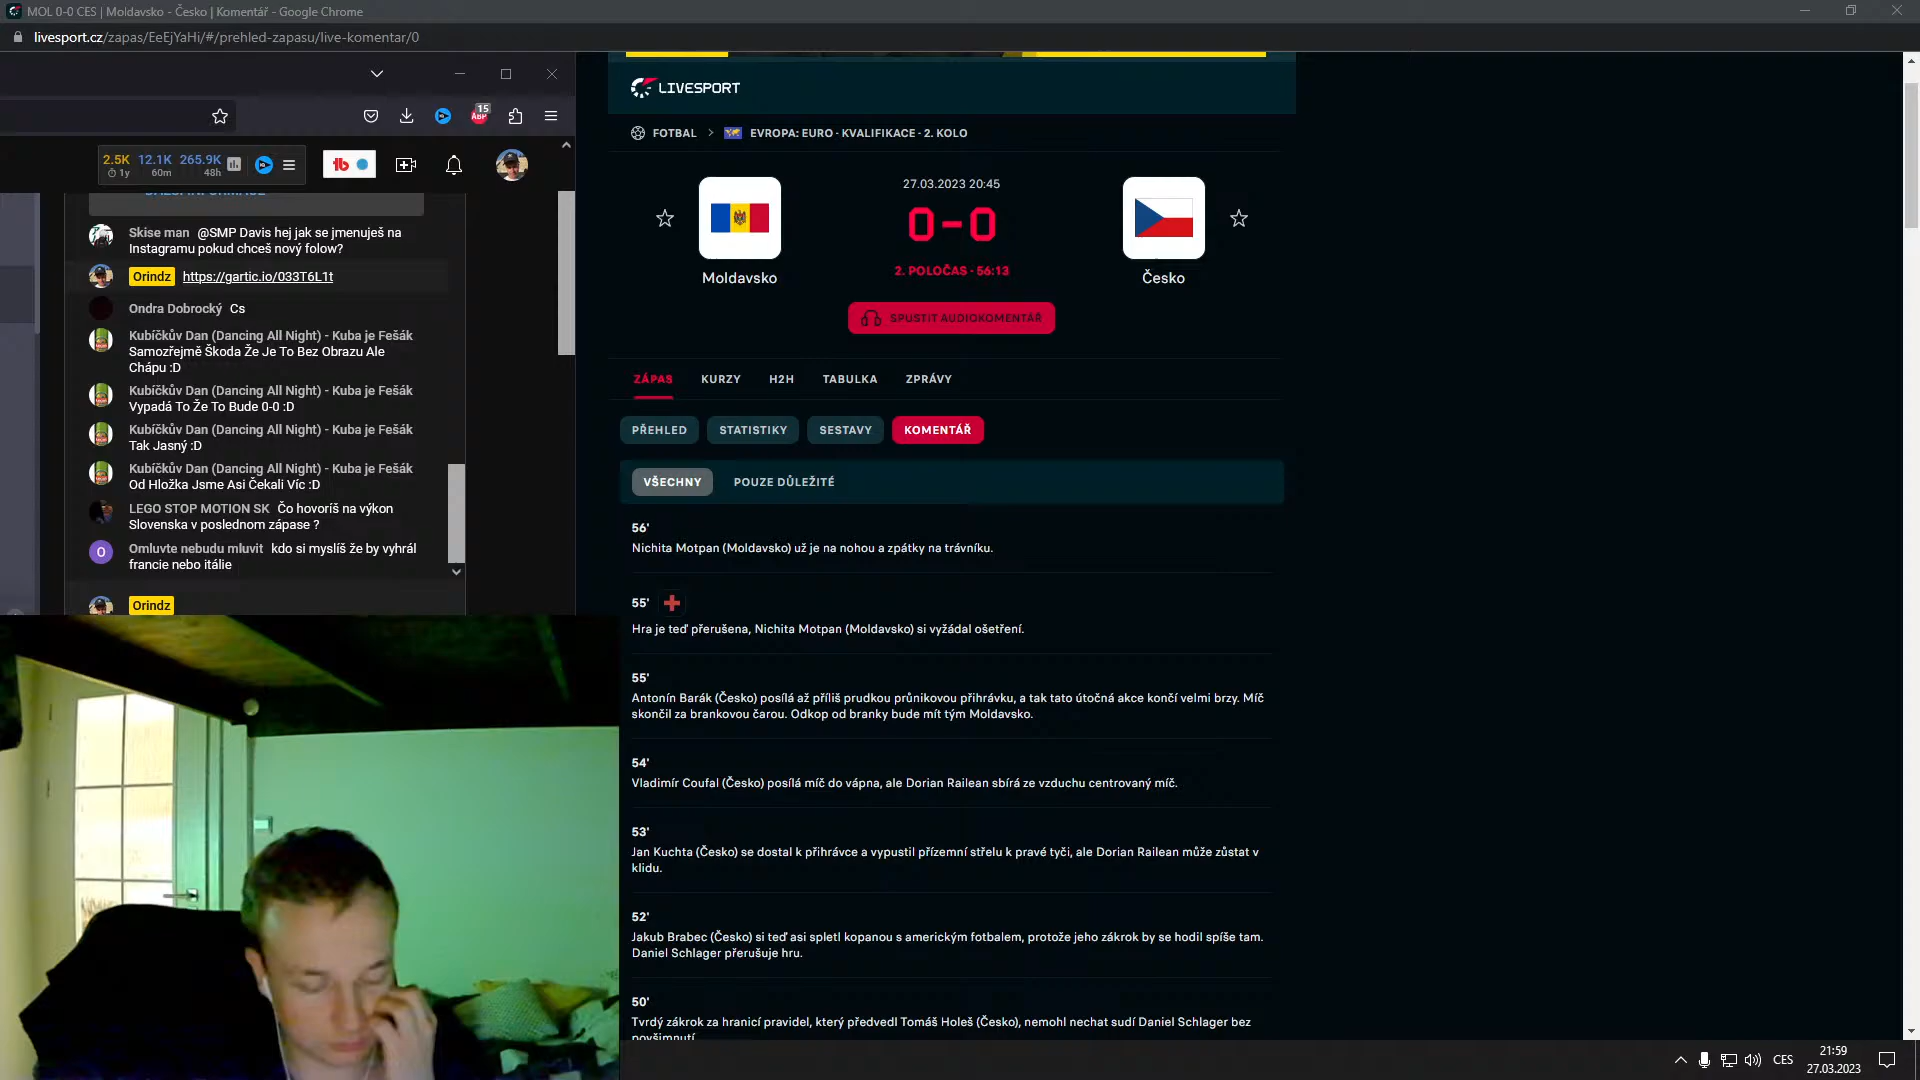 MOL 0-0 CES | Moldavsko - Česko | Komentář - Google Chrome
livesport.cz/zapas/EeEjYaHi/#/prehled-zapasu/live-komentar/0
15
ABP
2.5K 12.1K 265.9K
1y 60m 48h
Skise man @SMP Davis hej jak se jmenuješ na
Instagramu pokud chceš nový folow?
Orindz https://gartic.io/033T6L1t
Ondra Dobrocký Cs
Kubíčkův Dan (Dancing All Night) - Kuba je Fešák
Samozřejmě Škoda Že Je To Bez Obrazu Ale
Chápu :D
Kubíčkův Dan (Dancing All Night) - Kuba je Fešák
Vypadá To Že To Bude 0-0 :D
Kubíčkův Dan (Dancing All Night) - Kuba je Fešák
Tak Jasný :D
Kubíčkův Dan (Dancing All Night) - Kuba je Fešák
Od Hložka Jsme Asi Čekali Víc :D
LEGO STOP MOTION SK Čo hovoríš na výkon
Slovenska v poslednom zápase ?
O
Omluvte nebudu mluvit kdo si myslíš že by vyhrál
francie nebo itálie
Orindz
LIVESPORT
FOTBAL > EVROPA: EURO - KVALIFIKACE - 2. KOLO
27.03.2023 20:45
0-0
2. POLOČAS - 56:13
Moldavsko
Česko
SPUSTIT AUDIOKOMENTÁŘ
ZÁPAS KURZY H2H TABULKA ZPRÁVY
PŘEHLED STATISTIKY SESTAVY KOMENTÁŘ
VŠECHNY POUZE DŮLEŽITÉ
56'
Nichita Motpan (Moldavsko) už je na nohou a zpátky na trávníku.
55'
Hra je teď přerušena, Nichita Motpan (Moldavsko) si vyžádal ošetření.
55'
Antonín Barák (Česko) posílá až příliš prudkou průnikovou přihrávku, a tak tato útočná akce končí velmi brzy. Míč
skončil za brankovou čarou. Odkop od branky bude mít tým Moldavsko.
54'
Vladimír Coufal (Česko) posílá míč do vápna, ale Dorian Railean sbírá ze vzduchu centrovaný míč.
53'
Jan Kuchta (Česko) se dostal k přihrávce a vypustil přízemní střelu k pravé tyči, ale Dorian Railean může zůstat v
klidu.
52'
Jakub Brabec (Česko) si teď asi spletl kopanou s americkým fotbalem, protože jeho zákrok by se hodil spíše tam.
Daniel Schlager přerušuje hru.
50'
Tvrdý zákrok za hranicí pravidel, který předvedl Tomáš Holeš (Česko), nemohl nechat sudí Daniel Schlager bez
povšimnutí.
CES
21:59
27.03.2023